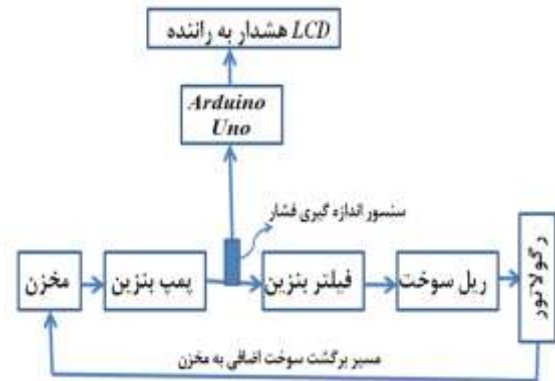 LCD هشدار به راننده
Arduino
Uno
سنسور اندازه گیری فشار
مخزن
پمپ بنزین
فیلتر بنزین
ریل سوخت
رگولاتور
مسیر برگشت سوخت اضافی به مخزن